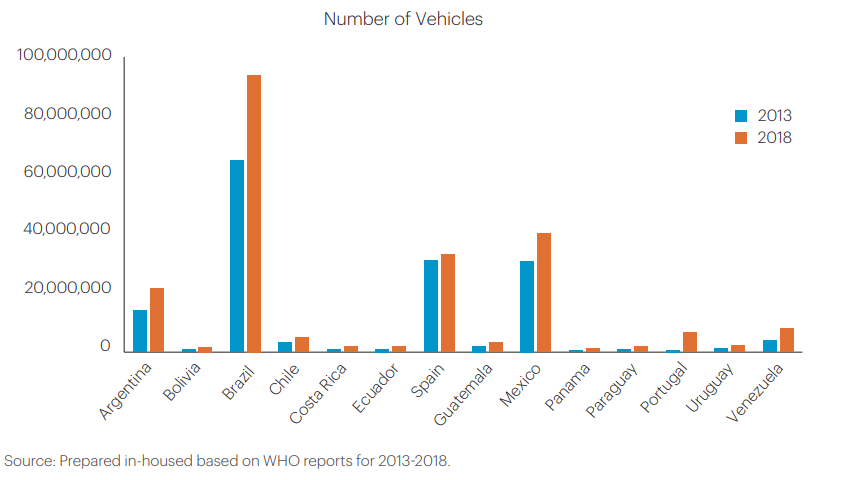 Number of Vehicles
100,000,000
80,000,000
60,000,000
40,000,000
20,000,000
0
2013
2018
Argentina
Bolivia
Brazil
Chile
Costa Rica
Ecuador
Spain
Guatemala
Mexico
Panama
Paraguay
Portugal
Uruguay
Venezuela
Source: Prepared in-housed based on WHO reports for 2013-2018.